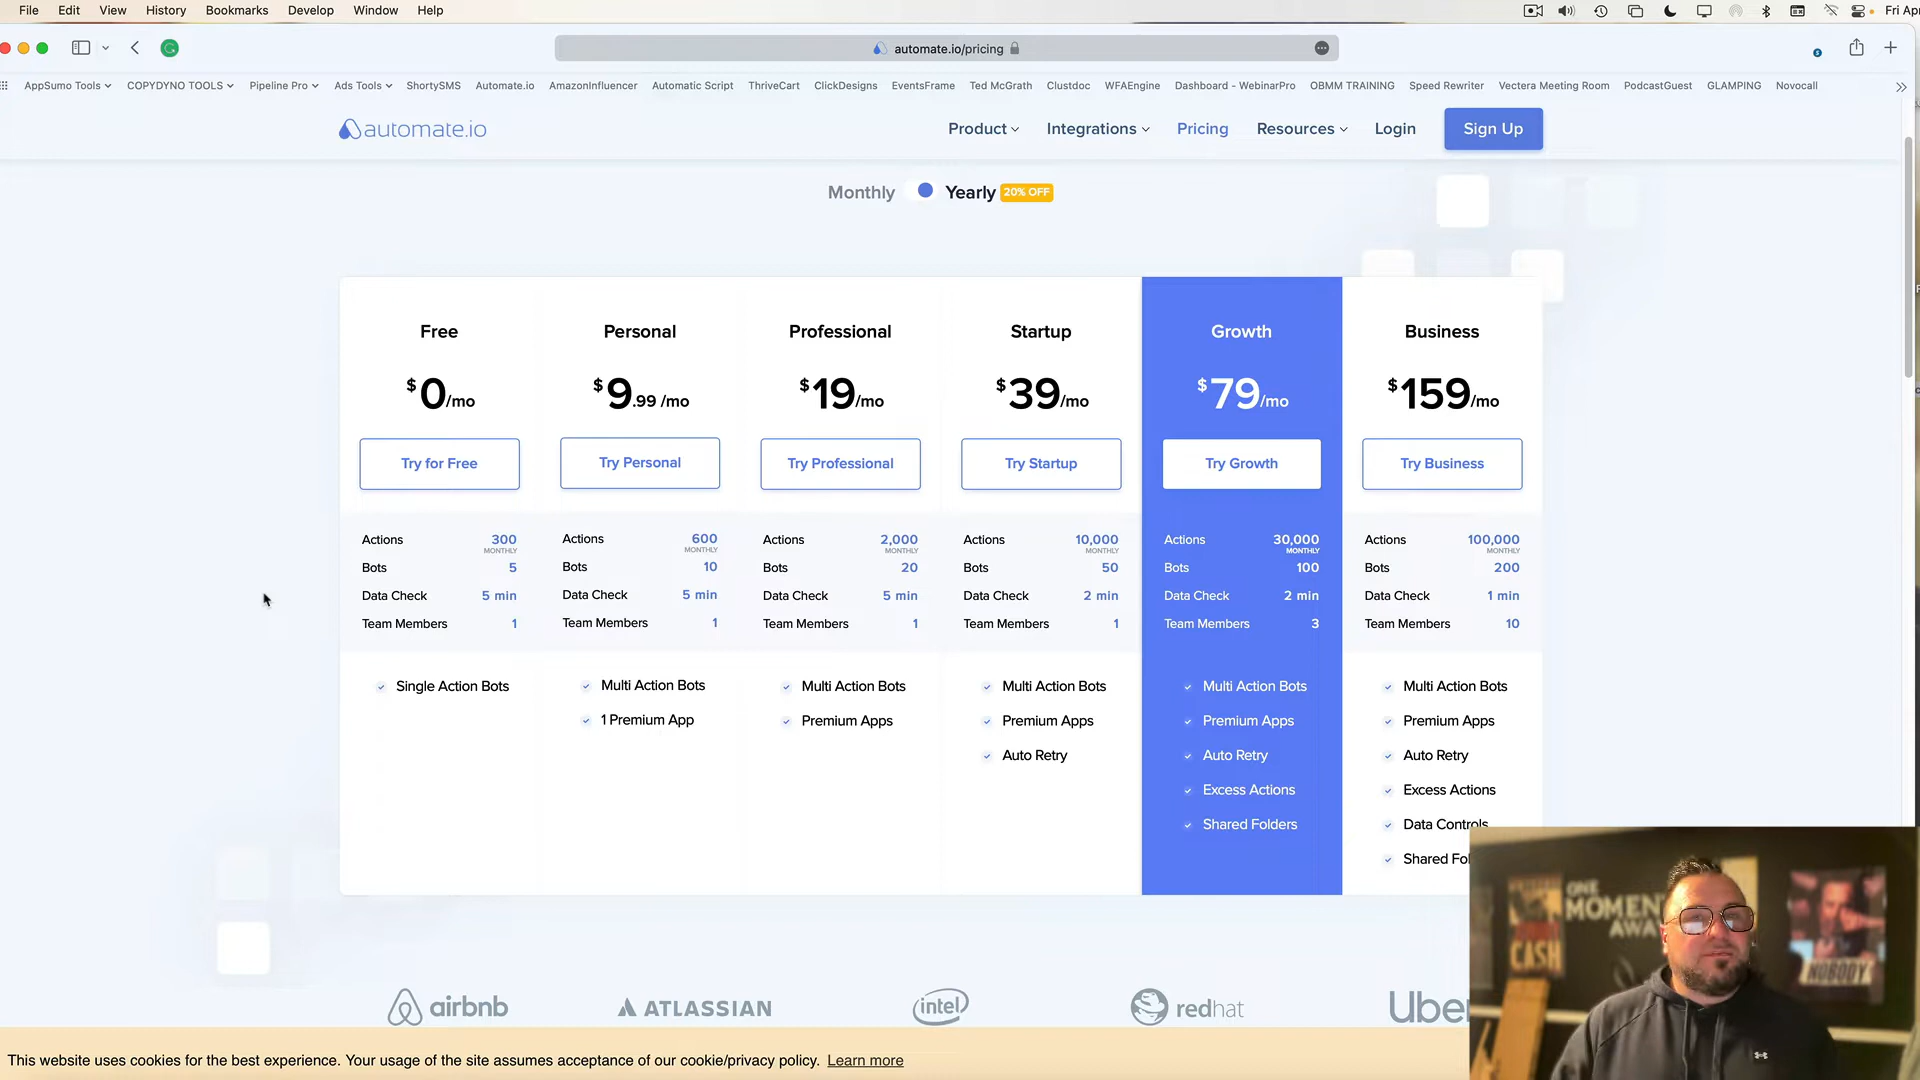 File Edit View History Bookmarks Develop Window Help Fri Apr
automate.io/pricing
AppSumo Tools COPYDYNO TOOLS Pipeline Pro Ads Tools ShortySMS Automate.io AmazonInfluencer Automatic Script ThriveCart ClickDesigns EventsFrame Ted McGrath Clustdoc WFAEngine Dashboard - WebinarPro OBMM TRAINING Speed Rewriter Vectera Meeting Room PodcastGuest GLAMPING Novocall
automate.io Product Integrations Pricing Resources Login Sign Up
Monthly Yearly 20% OFF
Free Personal Professional Startup Growth Business
$0/mo $9.99 /mo $19/mo $39/mo $79/mo $159/mo
Try for Free Try Personal Try Professional Try Startup Try Growth Try Business
Actions 300 Actions 600 Actions 2,000 Actions 10,000 Actions 30,000 Actions 100,000
MONTHLY MONTHLY MONTHLY MONTHLY MONTHLY MONTHLY
Bots 5 Bots 10 Bots 20 Bots 50 Bots 100 Bots 200
Data Check 5 min Data Check 5 min Data Check 5 min Data Check 2 min Data Check 2 min Data Check 1 min
Team Members 1 Team Members 1 Team Members 1 Team Members 1 Team Members 3 Team Members 10
Single Action Bots Multi Action Bots Multi Action Bots Multi Action Bots Multi Action Bots Multi Action Bots
1 Premium App Premium Apps Premium Apps Premium Apps Premium Apps
Auto Retry Auto Retry Auto Retry
Excess Actions Excess Actions
Shared Folders Data Controls
Shared Fol
airbnb ATLASSIAN intel redhat Uber
ONE
MOMEN
AWA
CASH
NOBODY
This website uses cookies for the best experience. Your usage of the site assumes acceptance of our cookie/privacy policy. Learn more